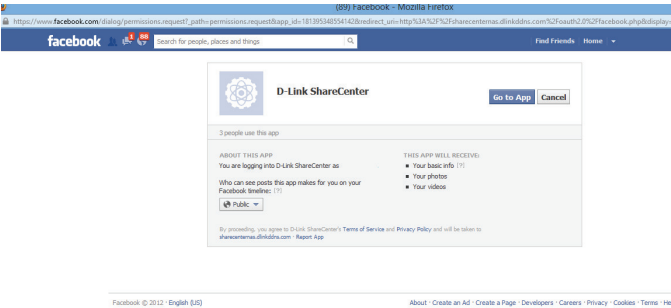 (89) Facebook - Mozilla Firefox
https://www.facebook.com/dialog/permissions.request?_path=permissions.request&app_id=181395348554142&redirect_uri=http%3A%2F%2Fsharecenternas.dlinkddns.com%2Foauth2.0%2Ffacebook.php&display=
facebook 1 88 Search for people, places and things Find Friends Home
D-Link ShareCenter Go to App Cancel
3 people use this app
ABOUT THIS APP THIS APP WILL RECEIVE:
You are logging into D-Link ShareCenter as ▪ Your basic info [?]
▪ Your photos
Who can see posts this app makes for you on your ▪ Your videos
Facebook timeline: [?]
Public
By proceeding, you agree to D-Link ShareCenter's Terms of Service and Privacy Policy and will be taken to
sharecenternas.dlinkddns.com · Report App
Facebook © 2012 · English (US) About · Create an Ad · Create a Page · Developers · Careers · Privacy · Cookies · Terms · He